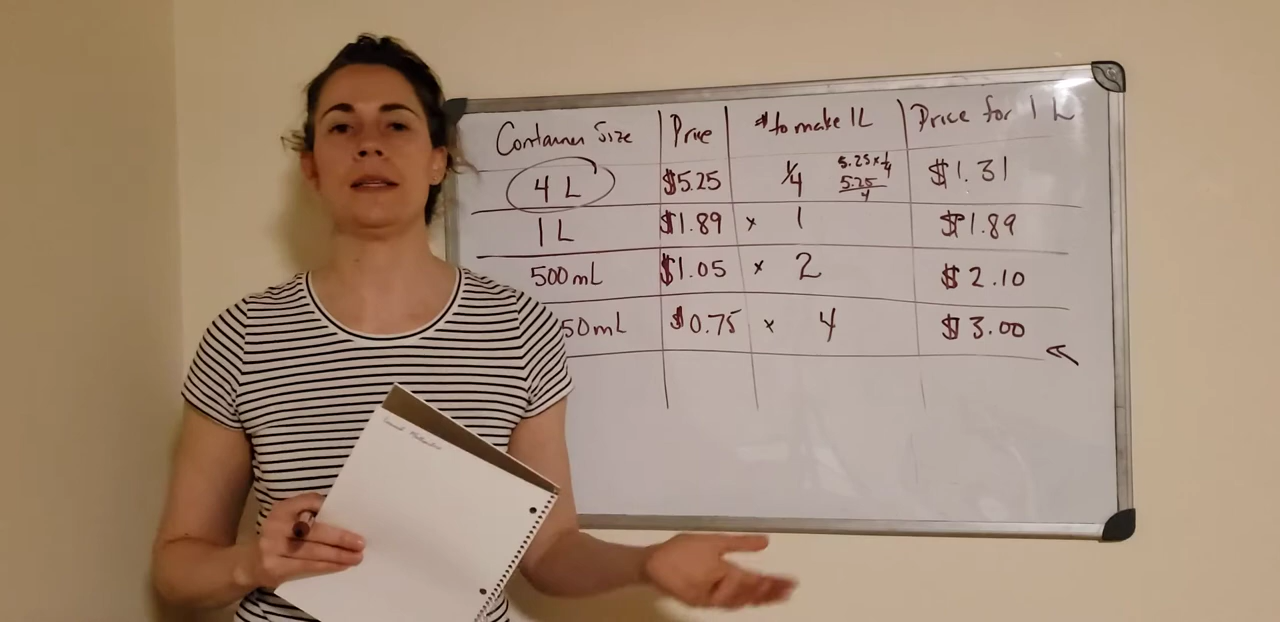 Container Size Price # to make 1L Price for 1 L
4 L $5.25 1/4 5.25 x 1/4 $1.31
5.25
4
1 L $1.89 x 1 $1.89
500 mL $1.05 x 2 $2.10
50mL $0.75 x 4 $3.00